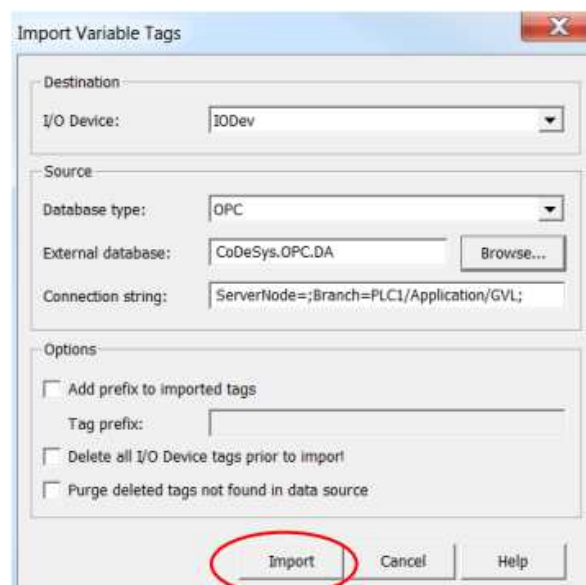 Import Variable Tags
Destination
I/O Device: IODev
Source
Database type: OPC
External database: CoDeSys.OPC.DA Browse...
Connection string: ServerNode=;Branch=PLC1/Application/GVL;
Options
Add prefix to imported tags
Tag prefix:
Delete all I/O Device tags prior to import
Purge deleted tags not found in data source
Import Cancel Help